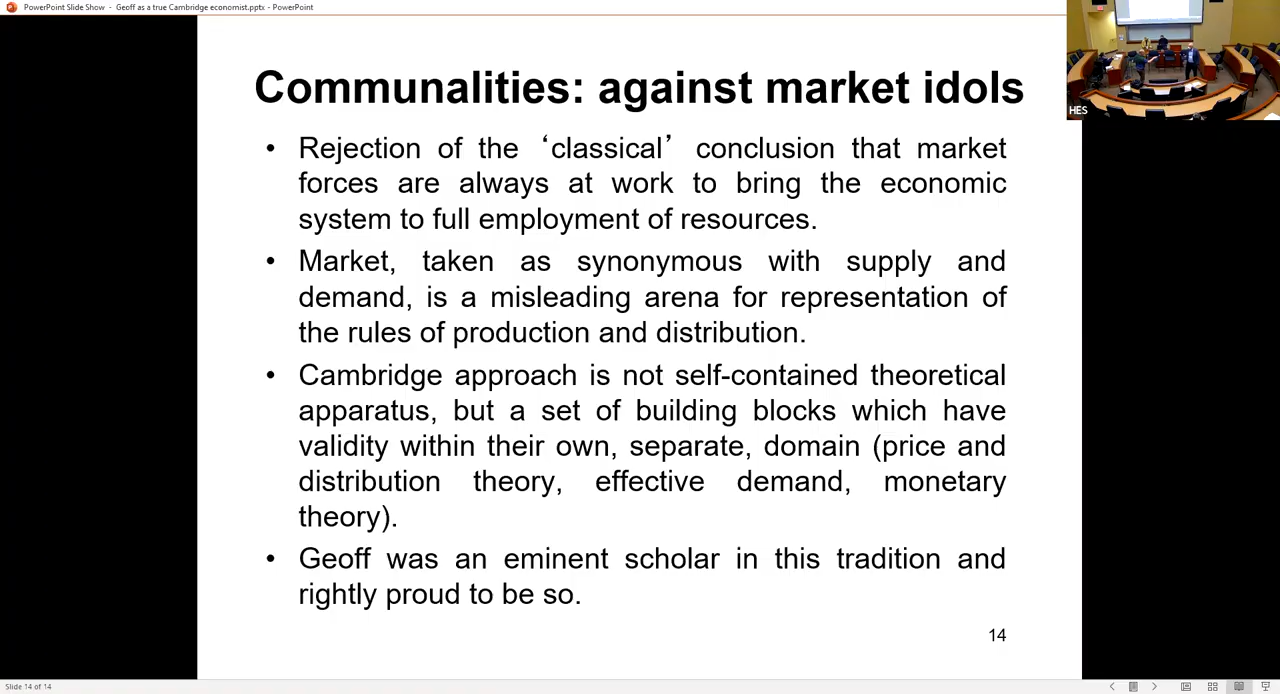 PowerPoint Slide Show - Geoff as a true Cambridge economist.pptx - PowerPoint
HES
Communalities: against market idols
• Rejection of the ‘classical’ conclusion that market
forces are always at work to bring the economic
system to full employment of resources.
• Market, taken as synonymous with supply and
demand, is a misleading arena for representation of
the rules of production and distribution.
• Cambridge approach is not self-contained theoretical
apparatus, but a set of building blocks which have
validity within their own, separate, domain (price and
distribution theory, effective demand, monetary
theory).
• Geoff was an eminent scholar in this tradition and
rightly proud to be so.
14
Slide 14 of 14